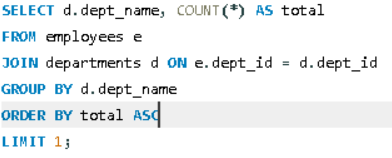 SELECT d.dept_name, COUNT(*) AS total
FROM employees e
JOIN departments d ON e.dept_id = d.dept_id
GROUP BY d.dept_name
ORDER BY total ASC
LIMIT 1;